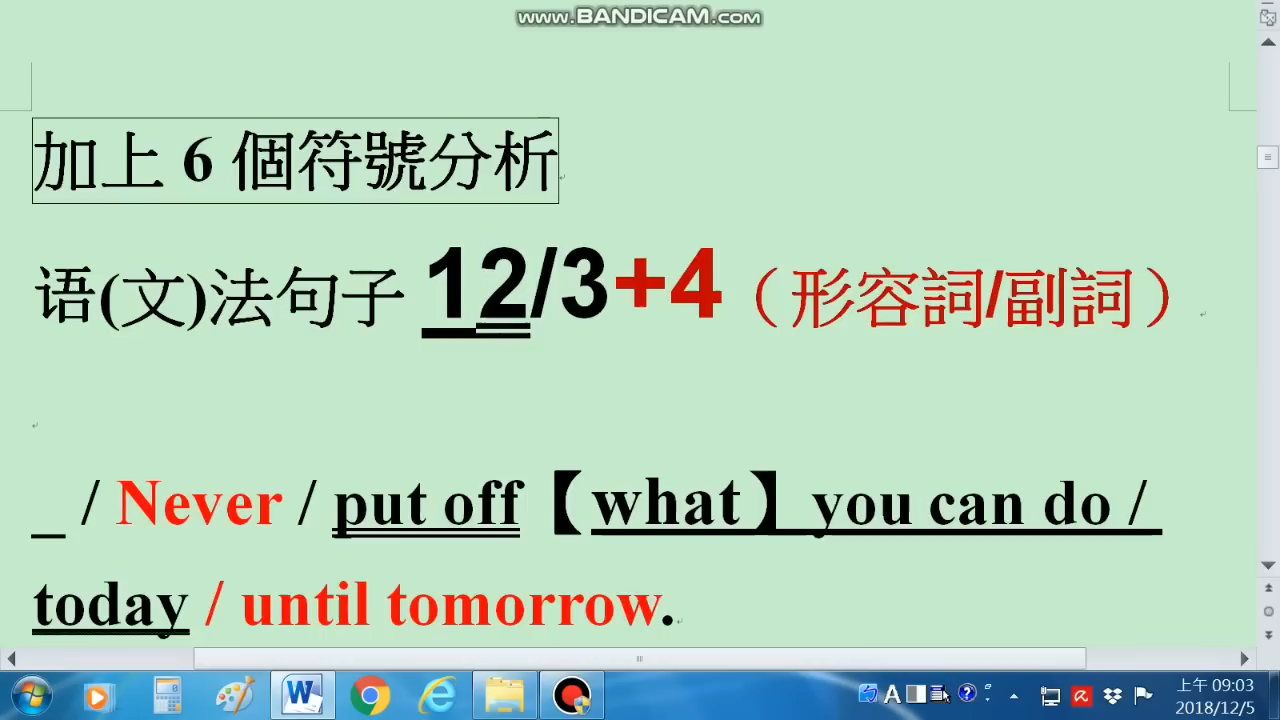 www.BANDICAM.com
加上 6 個符號分析
语(文)法句子 12/3+4（形容詞/副詞）
_ / Never / put off【what】you can do /
today / until tomorrow.
上午 09:03
2018/12/5